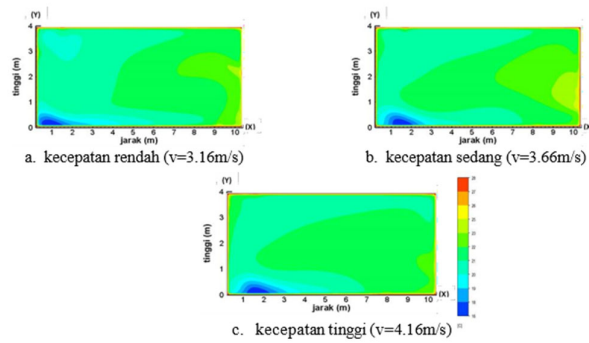 (Y)
4
3
2
1
0
tinggi (m)
1 2 3 4 5 6 7 8 9 10 (X)
jarak (m)
a. kecepatan rendah (v=3.16m/s)
(Y)
4
3
2
1
0
tinggi (m)
1 2 3 4 5 6 7 8 9 10 (X)
jarak (m)
b. kecepatan sedang (v=3.66m/s)
(Y)
4
3
2
1
0
tinggi (m)
1 2 3 4 5 6 7 8 9 10 (X)
jarak (m)
c. kecepatan tinggi (v=4.16m/s)